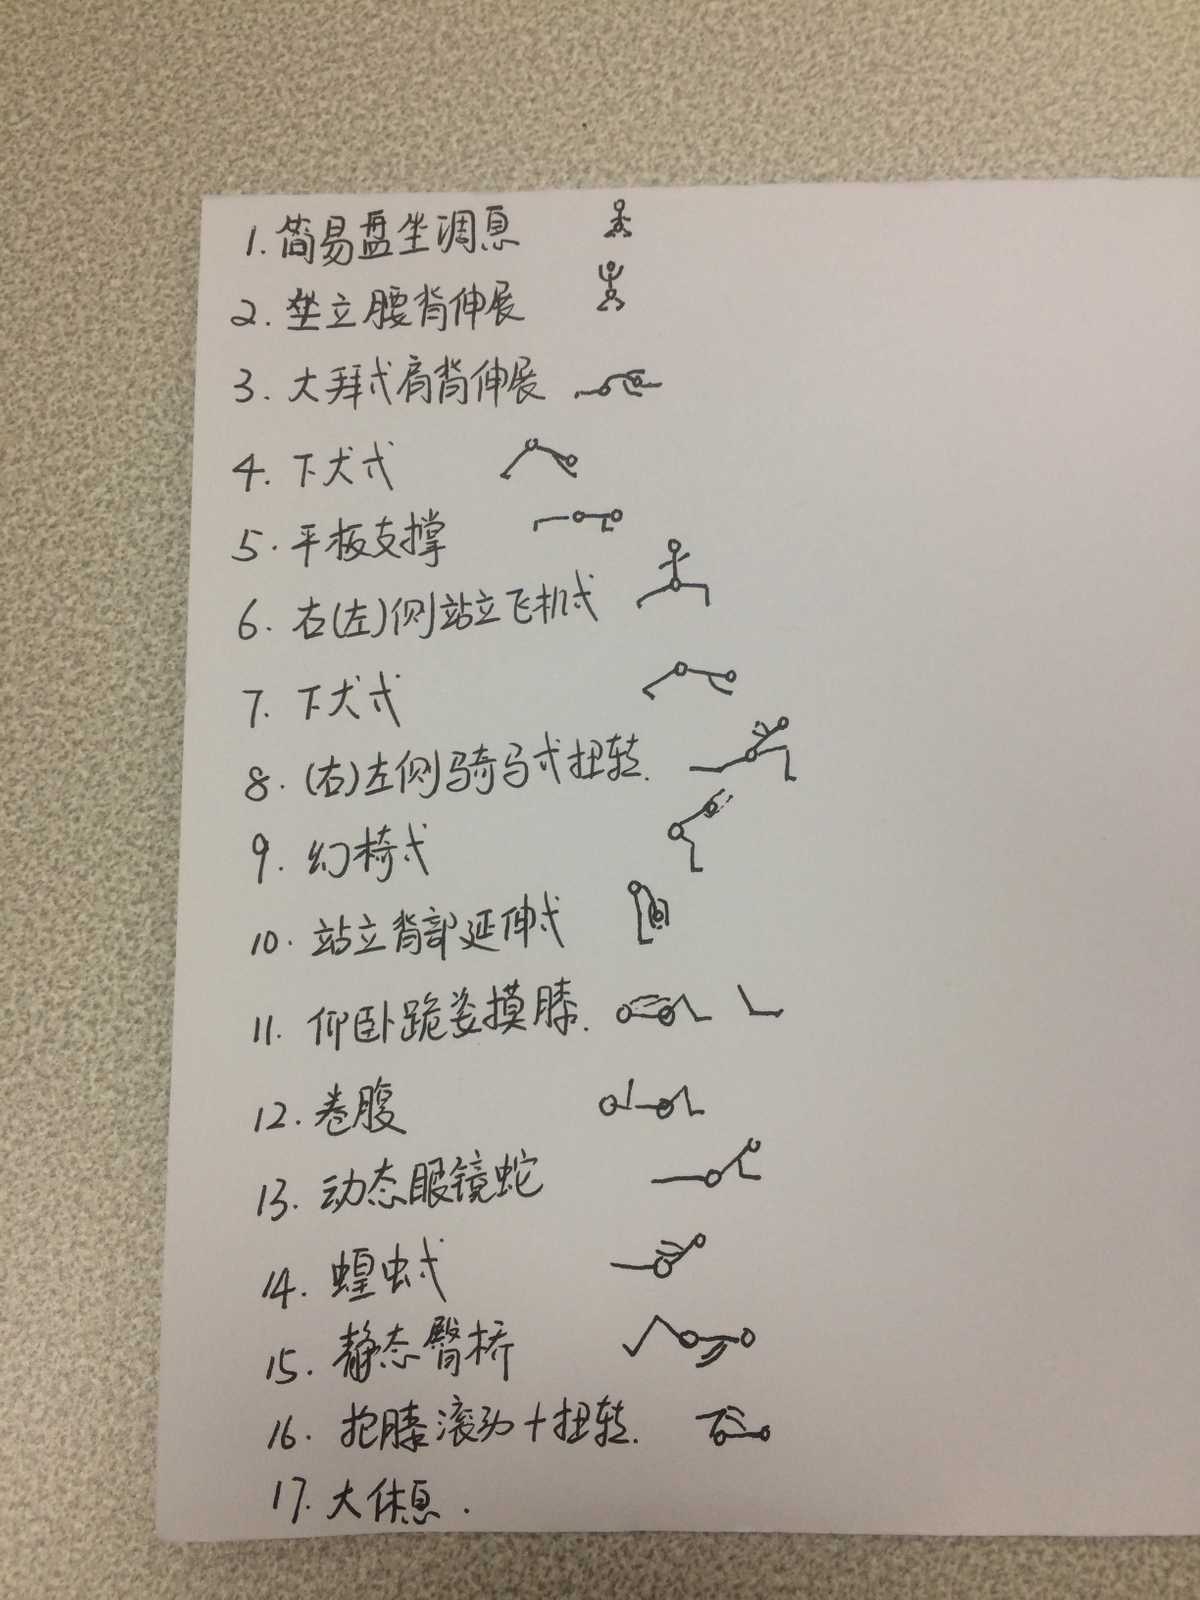 1. 简易盘坐调息
2. 坐立腰背伸展
3. 大拜式肩背伸展
4. 下犬式
5. 平板支撑
6. 右(左)侧站立飞机式
7. 下犬式
8. (右)左侧骑马式扭转.
9. 幻椅式
10. 站立背部延伸式
11. 仰卧跪姿摸膝.
12. 卷腹
13. 动态眼镜蛇
14. 蝗虫式
15. 静态臀桥
16. 抱膝滚动+扭转.
17. 大休息.